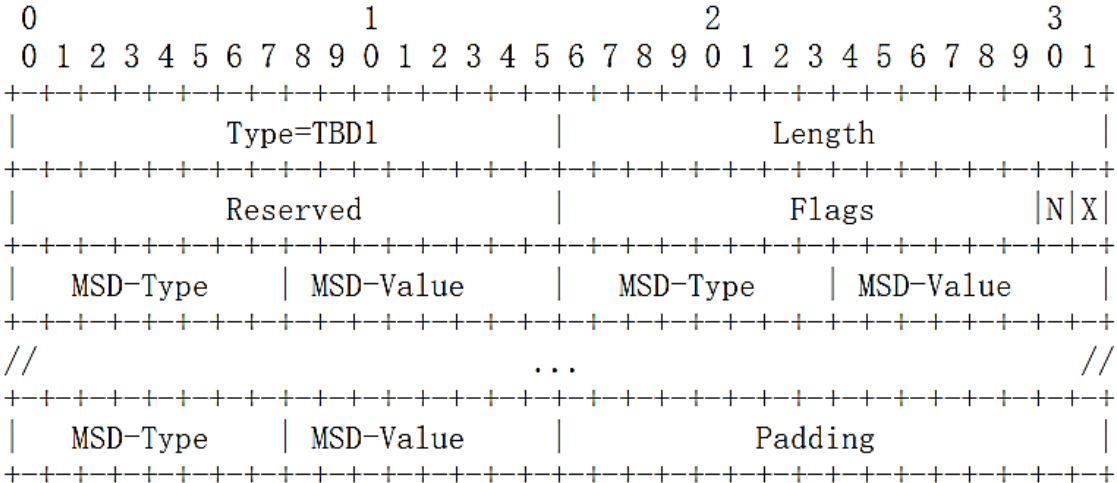 0                   1                   2                   3
 0 1 2 3 4 5 6 7 8 9 0 1 2 3 4 5 6 7 8 9 0 1 2 3 4 5 6 7 8 9 0 1
+-+-+-+-+-+-+-+-+-+-+-+-+-+-+-+-+-+-+-+-+-+-+-+-+-+-+-+-+-+-+-+-+
|            Type=TBD1          |            Length             |
+-+-+-+-+-+-+-+-+-+-+-+-+-+-+-+-+-+-+-+-+-+-+-+-+-+-+-+-+-+-+-+-+
|            Reserved           |             Flags         |N|X|
+-+-+-+-+-+-+-+-+-+-+-+-+-+-+-+-+-+-+-+-+-+-+-+-+-+-+-+-+-+-+-+-+
|   MSD-Type    | MSD-Value     |   MSD-Type    | MSD-Value     |
+-+-+-+-+-+-+-+-+-+-+-+-+-+-+-+-+-+-+-+-+-+-+-+-+-+-+-+-+-+-+-+-+
//                             ...                             //
+-+-+-+-+-+-+-+-+-+-+-+-+-+-+-+-+-+-+-+-+-+-+-+-+-+-+-+-+-+-+-+-+
|   MSD-Type    | MSD-Value     |           Padding             |
+-+-+-+-+-+-+-+-+-+-+-+-+-+-+-+-+-+-+-+-+-+-+-+-+-+-+-+-+-+-+-+-+